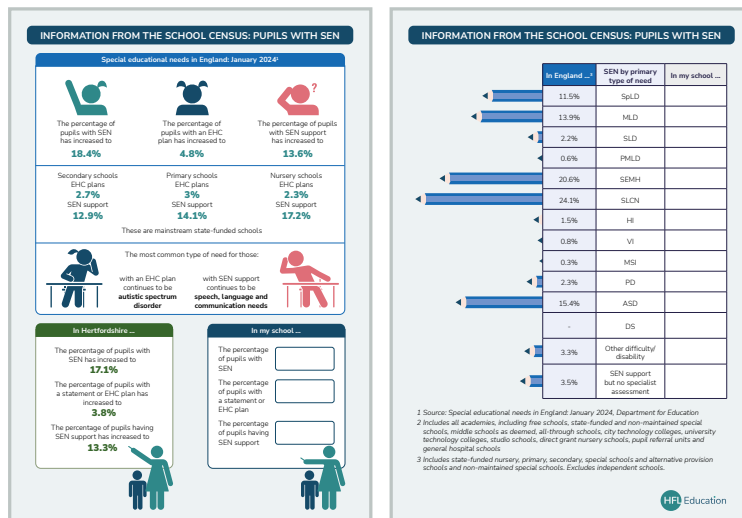 INFORMATION FROM THE SCHOOL CENSUS: PUPILS WITH SEN
Special educational needs in England: January 2024¹
The percentage of
pupils with SEN
has increased to
18.4%
The percentage of
pupils with an EHC
plan has increased to
4.8%
?
The percentage of pupils
with SEN support
has increased to
13.6%
Secondary schools
EHC plans
2.7%
SEN support
12.9%
Primary schools
EHC plans
3%
SEN support
14.1%
Nursery schools
EHC plans
2.3%
SEN support
17.2%
These are mainstream state-funded schools
The most common type of need for those:
with an EHC plan
continues to be
autistic spectrum
disorder
with SEN support
continues to be
speech, language and
communication needs
In Hertfordshire ...
The percentage of pupils with
SEN has increased to
17.1%
The percentage of pupils with
a statement or EHC plan has
increased to
3.8%
The percentage of pupils having
SEN support has increased to
13.3%
In my school ...
The percentage
of pupils with
SEN
The percentage
of pupils with
a statement or
EHC plan
The percentage
of pupils having
SEN support
INFORMATION FROM THE SCHOOL CENSUS: PUPILS WITH SEN
In England ...³ SEN by primary type of need In my school ...
11.5% SpLD
13.9% MLD
2.2% SLD
0.6% PMLD
20.6% SEMH
24.1% SLCN
1.5% HI
0.8% VI
0.3% MSI
2.3% PD
15.4% ASD
- DS
3.3% Other difficulty/ disability
3.5% SEN support but no specialist assessment
1 Source: Special educational needs in England: January 2024, Department for Education
2 Includes all academies, including free schools, state-funded and non-maintained special
schools, middle schools as deemed, all-through schools, city technology colleges, university
technology colleges, studio schools, direct grant nursery schools, pupil referral units and
general hospital schools
3 Includes state-funded nursery, primary, secondary, special schools and alternative provision
schools and non-maintained special schools. Excludes independent schools.
HFL Education